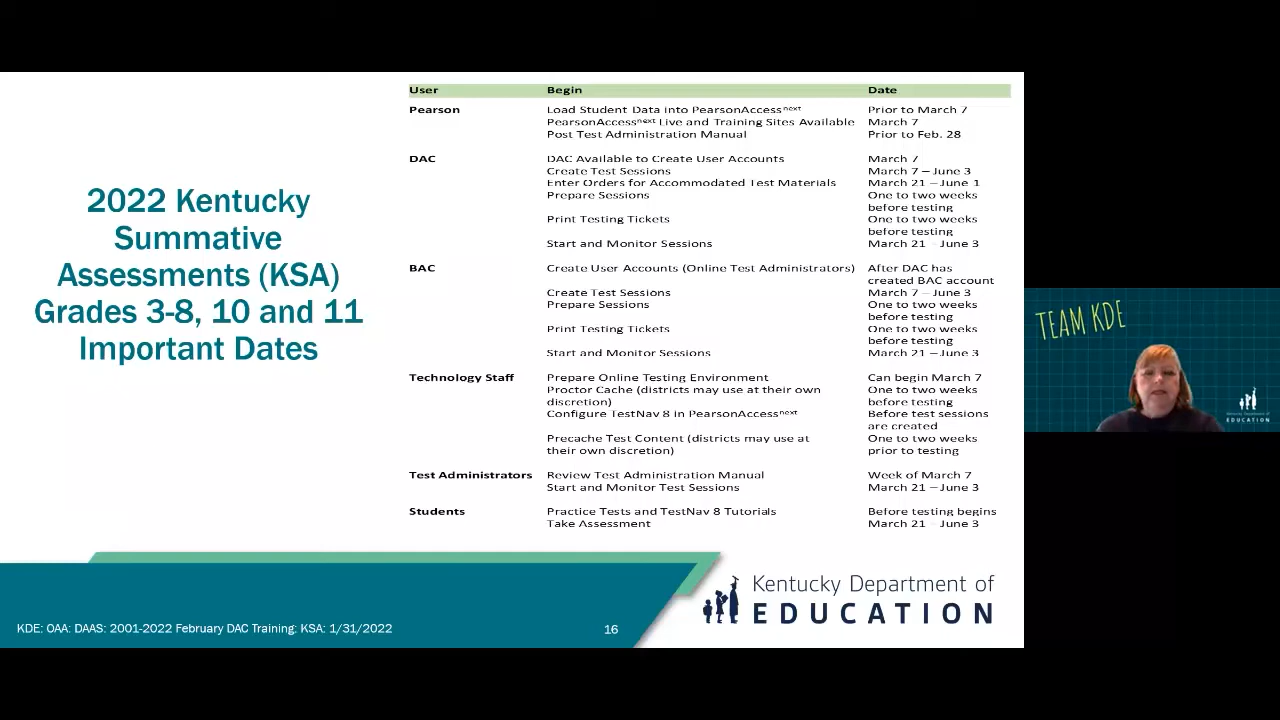 2022 Kentucky
Summative
Assessments (KSA)
Grades 3-8, 10 and 11
Important Dates
User Begin Date
Pearson Load Student Data into PearsonAccessnext Prior to March 7
PearsonAccessnext Live and Training Sites Available March 7
Post Test Administration Manual Prior to Feb. 28
DAC DAC Available to Create User Accounts March 7
Create Test Sessions March 7 – June 3
Enter Orders for Accommodated Test Materials March 21 – June 1
Prepare Sessions One to two weeks
before testing
Print Testing Tickets One to two weeks
before testing
Start and Monitor Sessions March 21 – June 3
BAC Create User Accounts (Online Test Administrators) After DAC has
created BAC account
Create Test Sessions March 7 – June 3
Prepare Sessions One to two weeks
before testing
Print Testing Tickets One to two weeks
before testing
Start and Monitor Sessions March 21 – June 3
Technology Staff Prepare Online Testing Environment Can begin March 7
Proctor Cache (districts may use at their own One to two weeks
discretion) before testing
Configure TestNav 8 in PearsonAccessnext Before test sessions
are created
Precache Test Content (districts may use at One to two weeks
their own discretion) prior to testing
Test Administrators Review Test Administration Manual Week of March 7
Start and Monitor Test Sessions March 21 – June 3
Students Practice Tests and TestNav 8 Tutorials Before testing begins
Take Assessment March 21 – June 3
KDE: OAA: DAAS: 2001-2022 February DAC Training: KSA: 1/31/2022
16
Kentucky Department of
EDUCATION
TEAM KDE
Kentucky Department of
EDUCATION